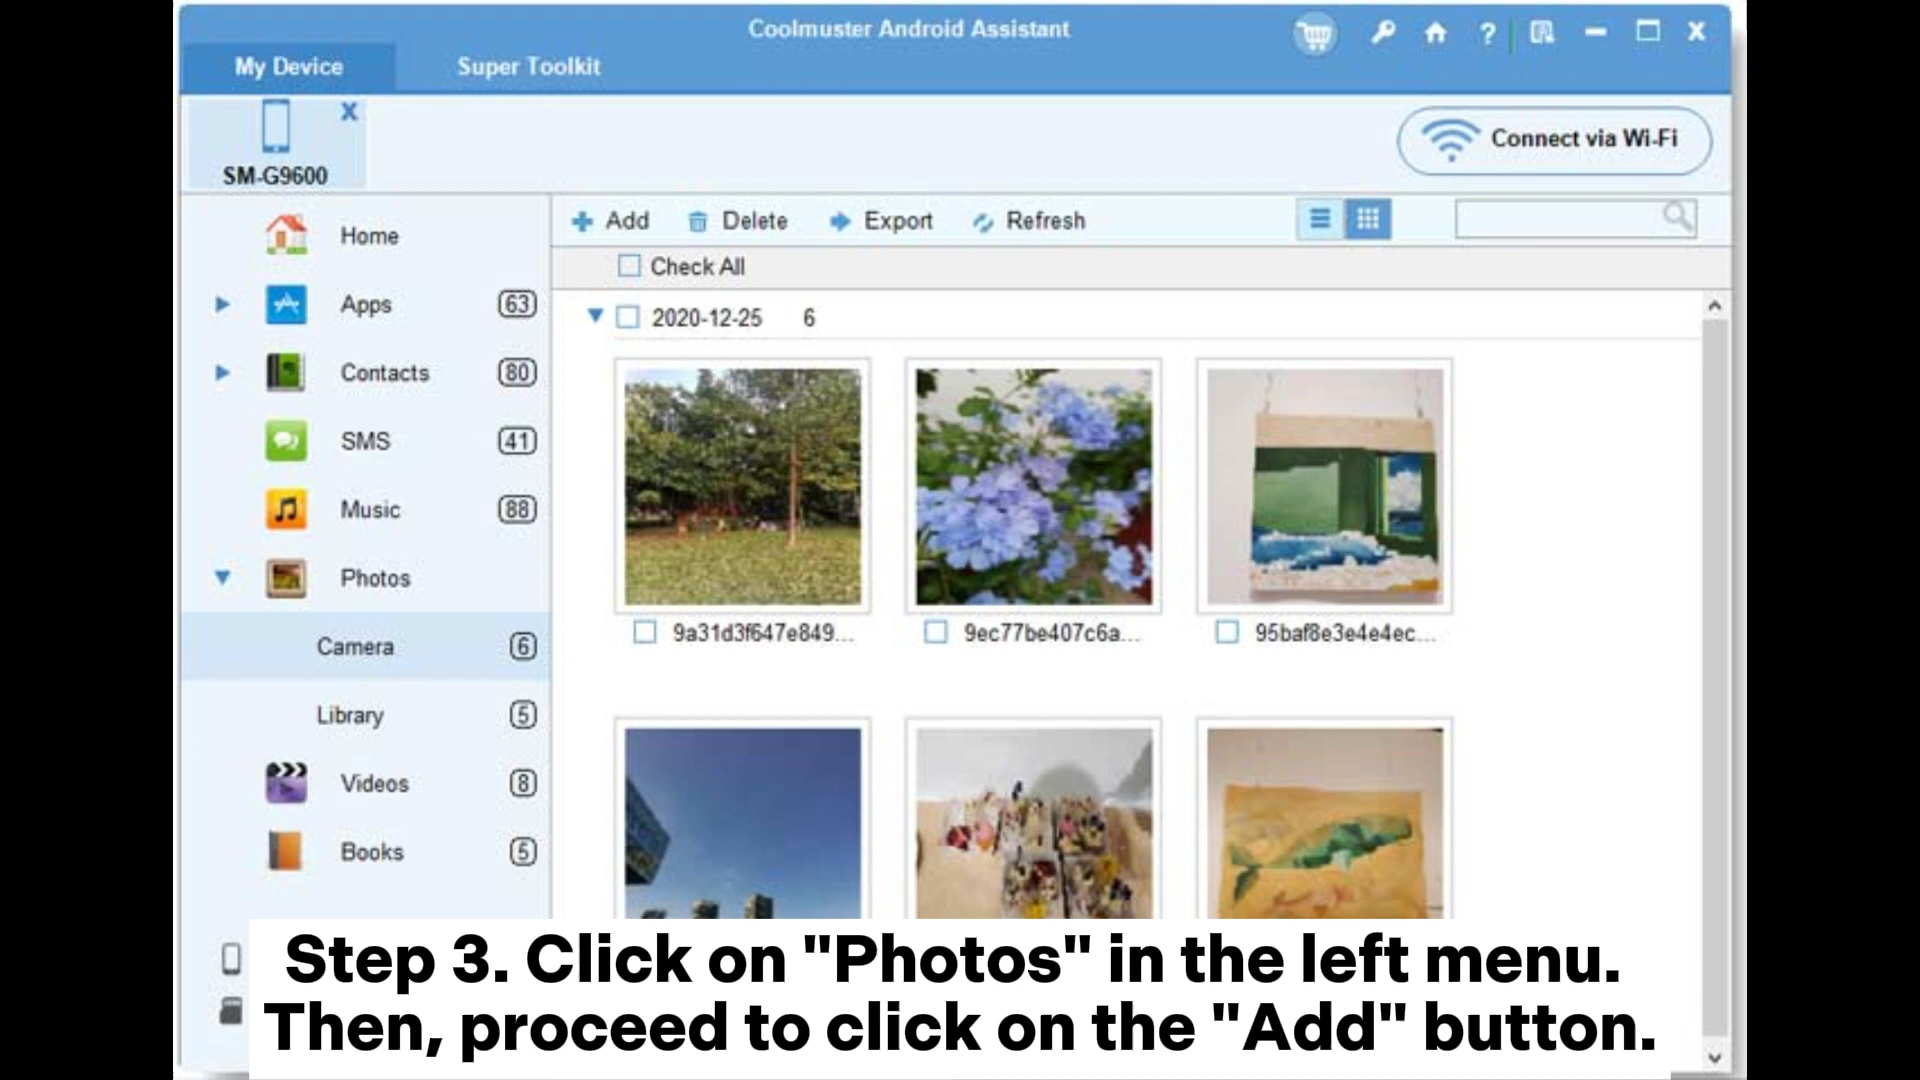 Coolmuster Android Assistant
?
My Device
Super Toolkit
SM-G9600
Connect via Wi-Fi
Add
Delete
Export
Refresh
Check All
2020-12-25 6
Home
Apps 63
Contacts 80
SMS 41
Music 88
Photos
Camera 6
Library 5
Videos 8
Books 5
9a31d3f647e849...
9ec77be407c6a...
95baf8e3e4e4ec...
Step 3. Click on "Photos" in the left menu.
Then, proceed to click on the "Add" button.